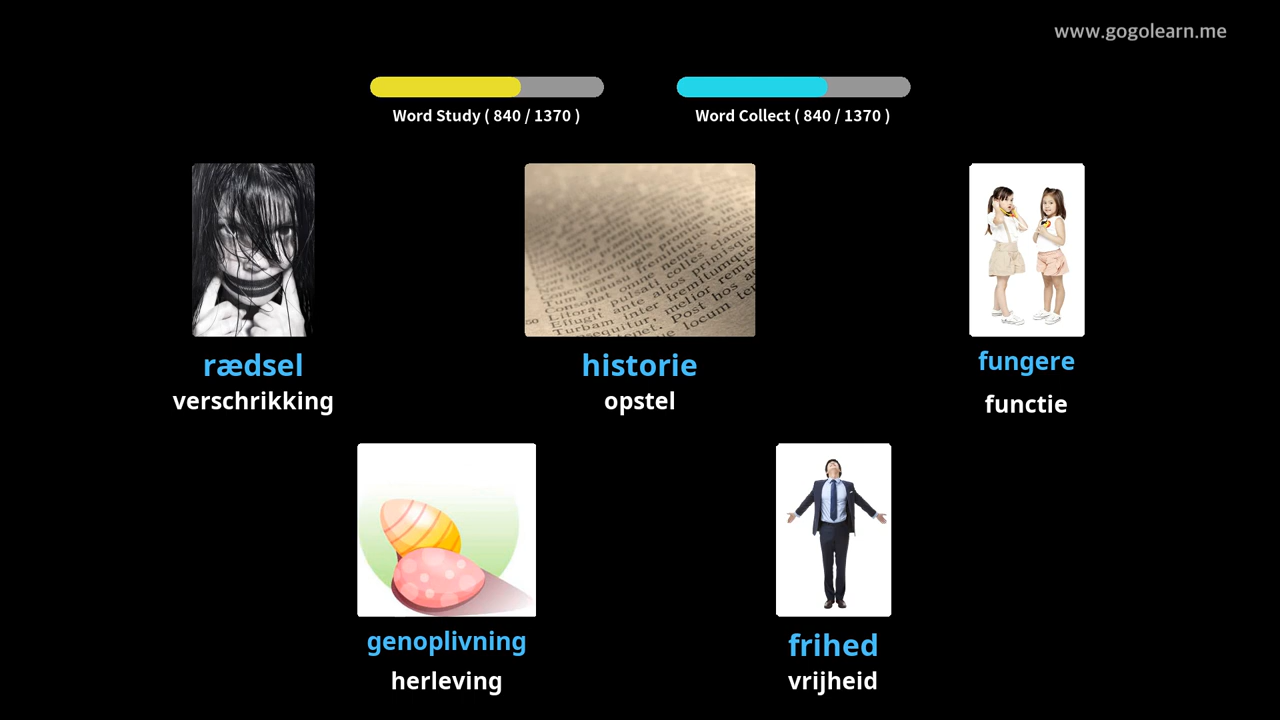 www.gogolearn.me
Word Study ( 840 / 1370 )
Word Collect ( 840 / 1370 )
rædsel
verschrikking
historie
opstel
fungere
functie
genoplivning
herleving
frihed
vrijheid